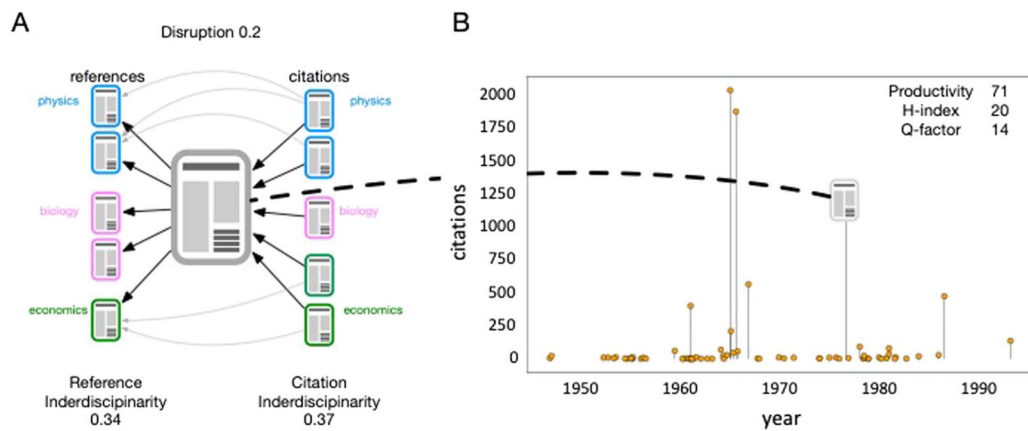 A
Disruption 0.2
references
citations
physics
physics
biology
biology
economics
economics
Reference
Inderdiscipinarity
0.34
Citation
Inderdiscipinarity
0.37
B
Productivity 71
H-index 20
Q-factor 14
citations
2000
1750
1500
1250
1000
750
500
250
0
1950 1960 1970 1980 1990
year